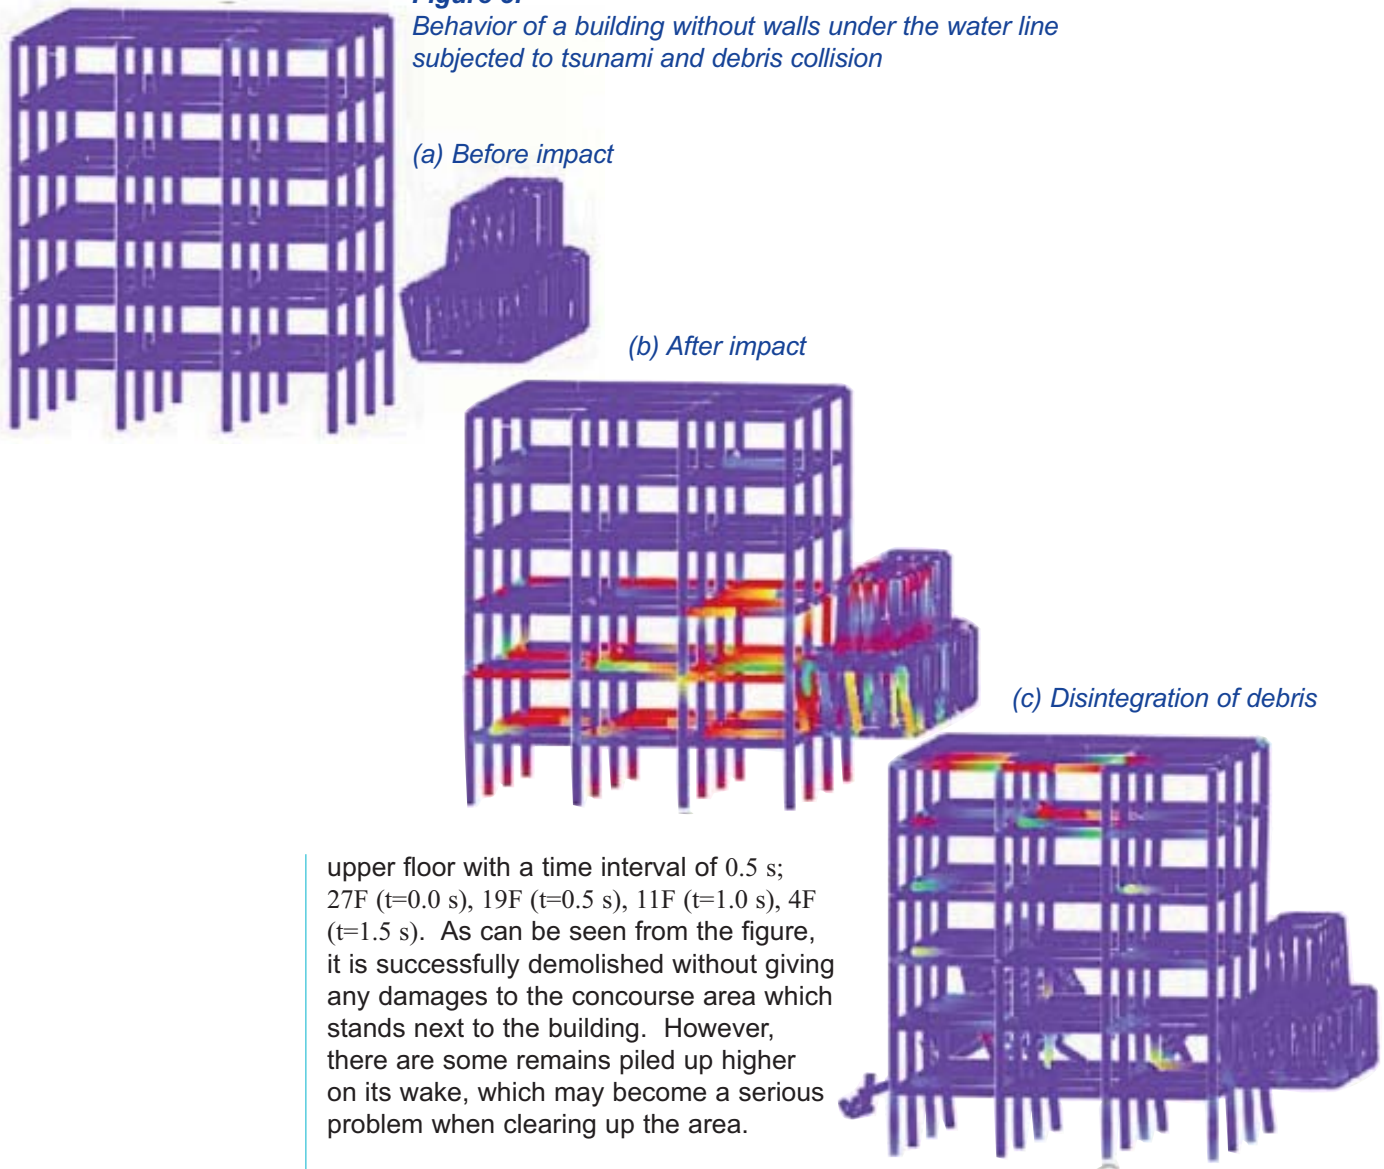 Behavior of a building without walls under the water line
subjected to tsunami and debris collision
(a) Before impact
(b) After impact
(c) Disintegration of debris
upper floor with a time interval of 0.5 s;
27F (t=0.0 s), 19F (t=0.5 s), 11F (t=1.0 s), 4F
(t=1.5 s).  As can be seen from the figure,
it is successfully demolished without giving
any damages to the concourse area which
stands next to the building.  However,
there are some remains piled up higher
on its wake, which may become a serious
problem when clearing up the area.